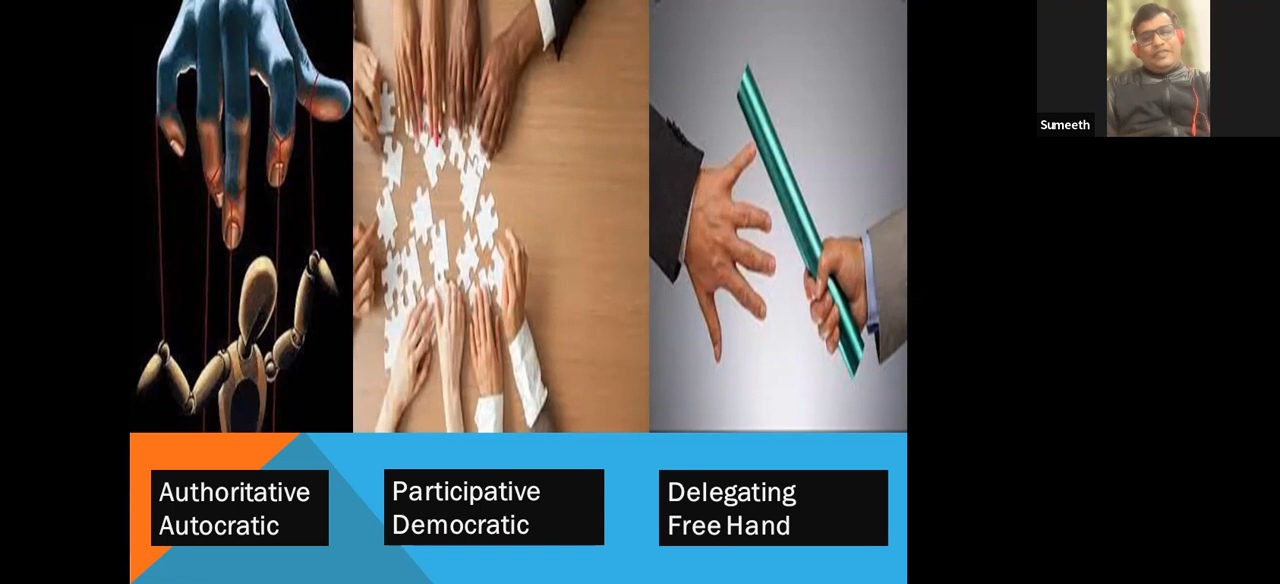 Sumeeth
Authoritative
Autocratic
Participative
Democratic
Delegating
Free Hand